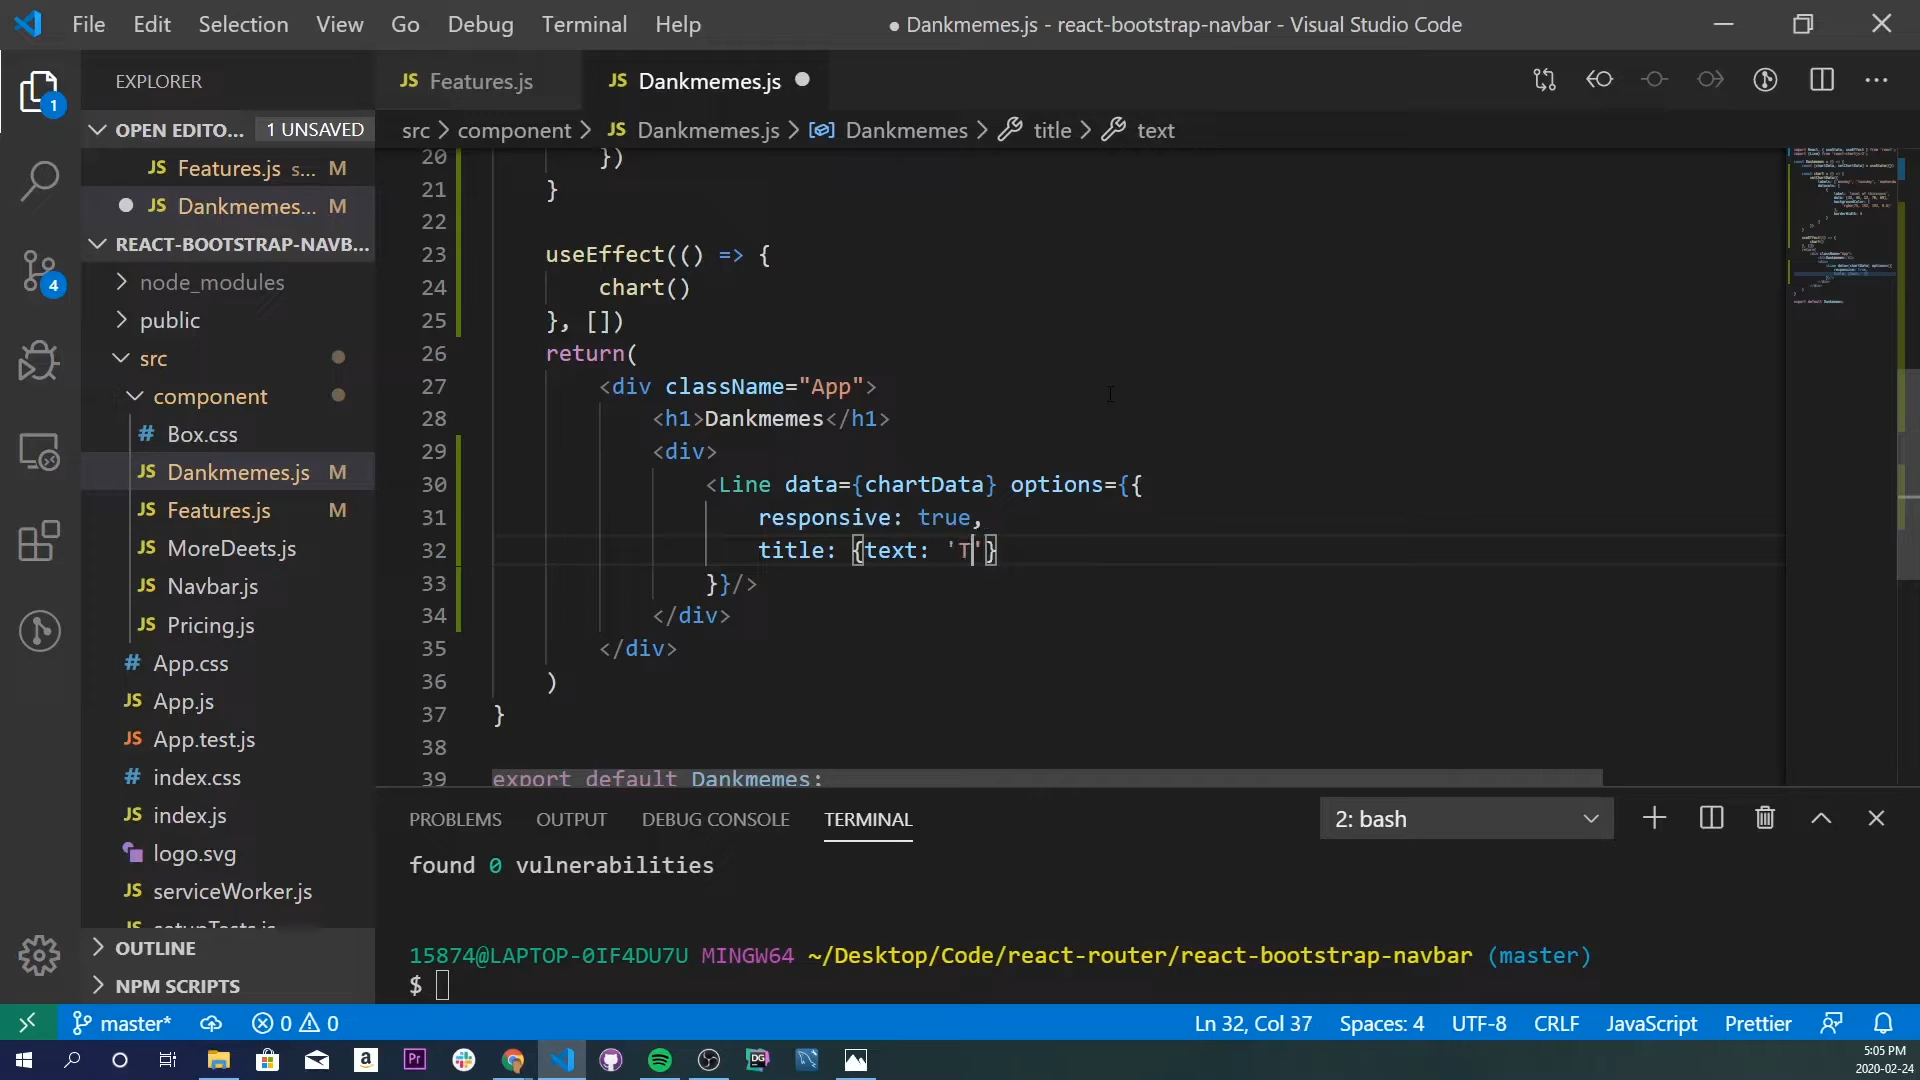 File Edit Selection View Go Debug Terminal Help
● Dankmemes.js - react-bootstrap-navbar - Visual Studio Code
EXPLORER
OPEN EDITO... 1 UNSAVED
JS Features.js s... M
JS Dankmemes... M
REACT-BOOTSTRAP-NAVB...
node_modules
public
src
component
# Box.css
JS Dankmemes.js M
JS Features.js M
JS MoreDeets.js
JS Navbar.js
JS Pricing.js
# App.css
JS App.js
JS App.test.js
# index.css
JS index.js
logo.svg
JS serviceWorker.js
JS setupTests.js
OUTLINE
NPM SCRIPTS
1
4
JS Features.js
JS Dankmemes.js
src > component > JS Dankmemes.js > Dankmemes > title > text
20 })
21 }
22
23 useEffect(() => {
24 chart()
25 }, [])
26 return(
27 <div className="App">
28 <h1>Dankmemes</h1>
29 <div>
30 <Line data={chartData} options={{
31 responsive: true,
32 title: {text: 'T'}
33 }}/>
34 </div>
35 </div>
36 )
37 }
38
39 export default Dankmemes;
PROBLEMS OUTPUT DEBUG CONSOLE TERMINAL
2: bash
found 0 vulnerabilities
15874@LAPTOP-0IF4DU7U MINGW64 ~/Desktop/Code/react-router/react-bootstrap-navbar (master)
$
master* 0 0
Ln 32, Col 37 Spaces: 4 UTF-8 CRLF JavaScript Prettier
a Pr DG
5:05 PM
2020-02-24